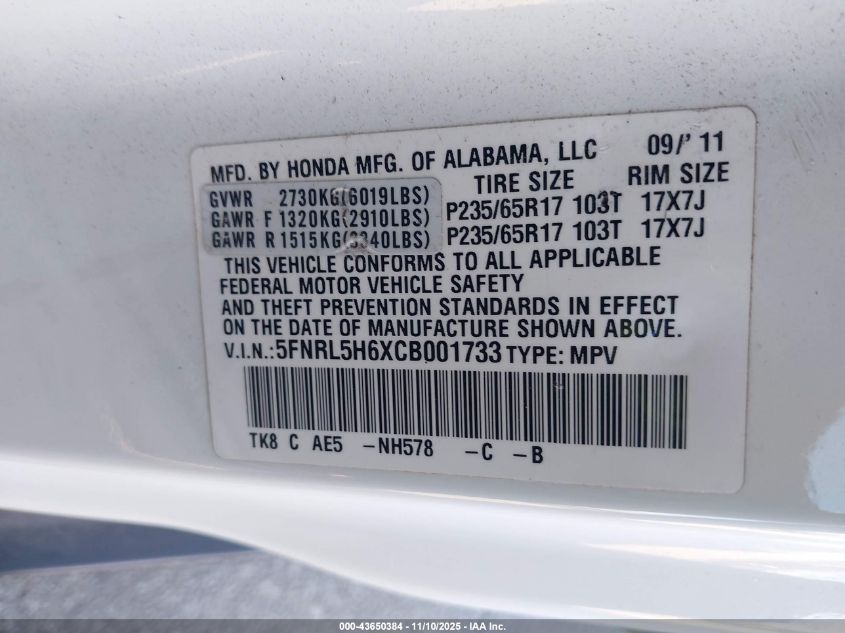 MFD. BY HONDA MFG. OF ALABAMA, LLC 09/' 11
TIRE SIZE RIM SIZE
GVWR 2730KG(6019LBS)
GAWR F 1320KG(2910LBS) P235/65R17 103T 17X7J
GAWR R 1515KG(3340LBS) P235/65R17 103T 17X7J
THIS VEHICLE CONFORMS TO ALL APPLICABLE
FEDERAL MOTOR VEHICLE SAFETY
AND THEFT PREVENTION STANDARDS IN EFFECT
ON THE DATE OF MANUFACTURE SHOWN ABOVE.
V.I.N.:5FNRL5H6XCB001733 TYPE: MPV
TK8 C AE5 -NH578 -C -B
000-43650384 - 11/10/2025 - IAA Inc.